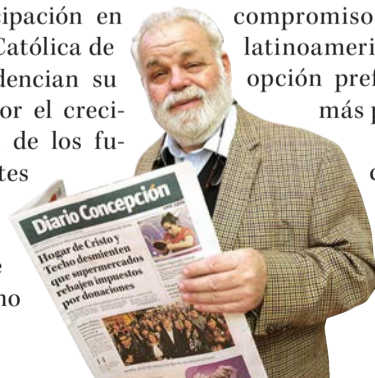 cipación en
Católica de
dencian su
or el creci-
de los fu-
tes
no
compromiso
latinoameri
opción pref
más p
Diario Concepción
Hogar de Cristo y
Techo desmienten
que supermercados
rebajen impuestos
por donaciones